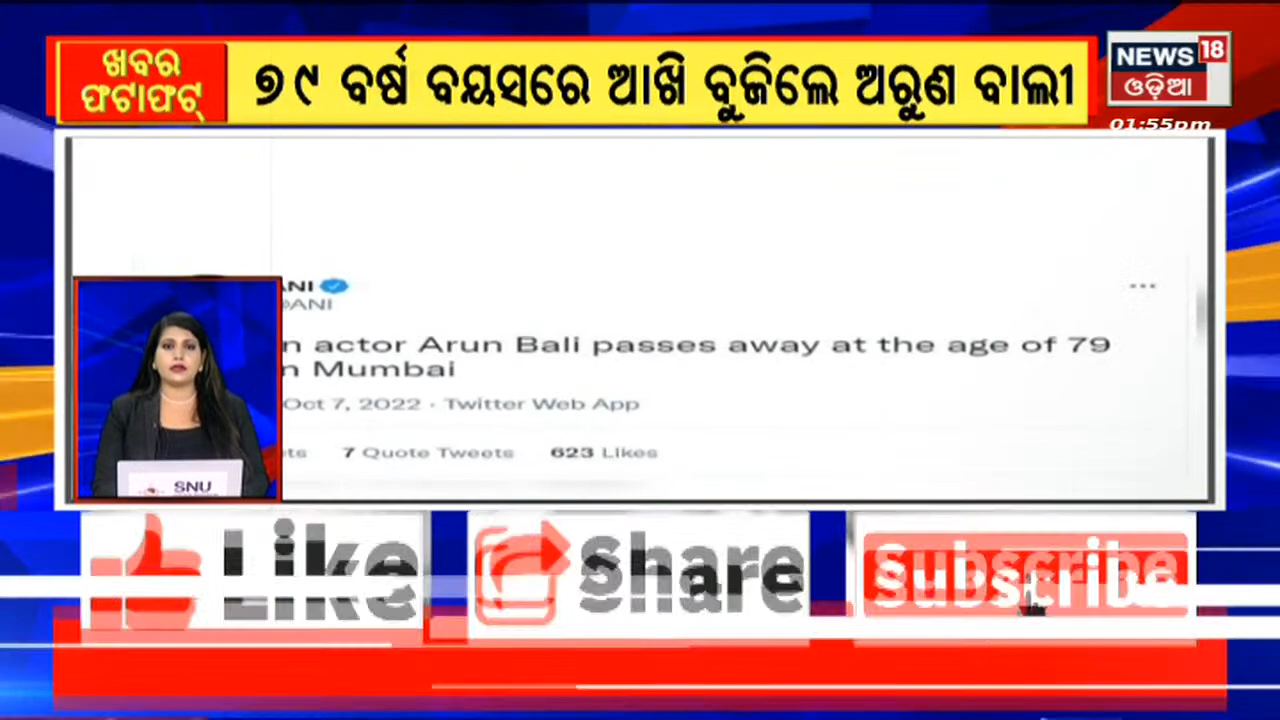 ଖବର
ଫଟାଫଟ୍
୭୯ ବର୍ଷ ବୟସରେ ଆଖି ବୁଜିଲେ ଅରୁଣ ବାଲୀ
NEWS 18
ଓଡ଼ିଆ
01:55pm
ANI
@ANI
n actor Arun Bali passes away at the age of 79
n Mumbai
Oct 7, 2022 · Twitter Web App
ets 7 Quote Tweets 623 Likes
SNU
Like Share Subscribe